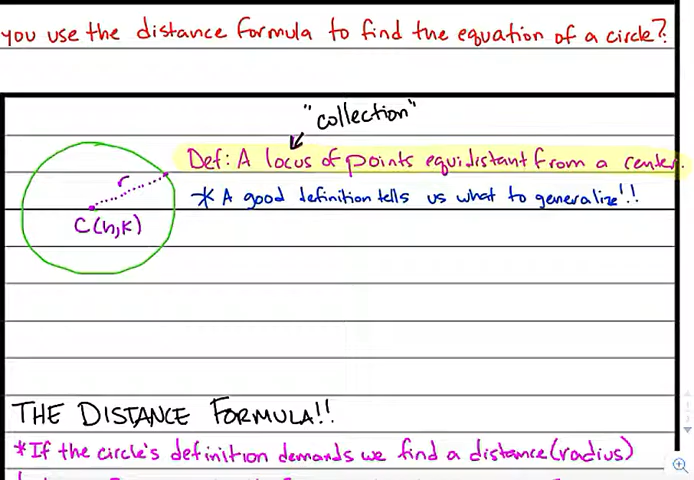 you use the distance formula to find the equation of a circle?
"collection"
Def: A locus of points equidistant from a center.
* A good definition tells us what to generalize!!
r
C(h,k)
THE DISTANCE FORMULA!!
*If the circle's definition demands we find a distance (radius)